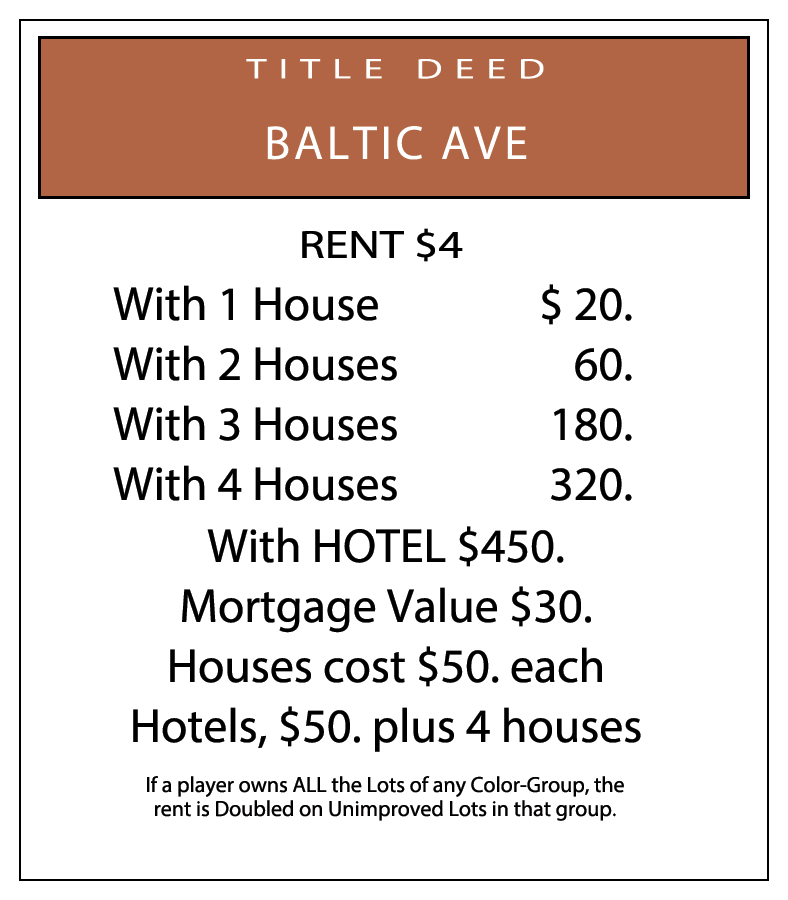 TITLE DEED
BALTIC AVE
RENT $4
With 1 House $ 20.
With 2 Houses 60.
With 3 Houses 180.
With 4 Houses 320.
With HOTEL $450.
Mortgage Value $30.
Houses cost $50. each
Hotels, $50. plus 4 houses
If a player owns ALL the Lots of any Color-Group, the
rent is Doubled on Unimproved Lots in that group.